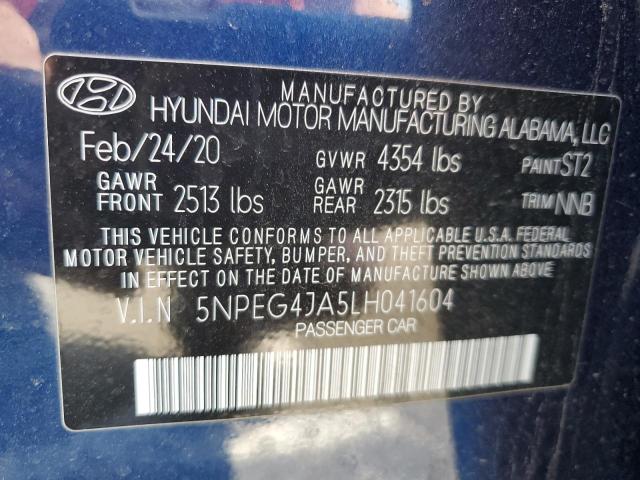 MANUFACTURED BY
HYUNDAI MOTOR MANUFACTURING ALABAMA, LLC
Feb/24/20 GVWR 4354 lbs PAINT ST2
GAWR FRONT 2513 lbs GAWR REAR 2315 lbs TRIM NNB
THIS VEHICLE CONFORMS TO ALL APPLICABLE U.S.A. FEDERAL
MOTOR VEHICLE SAFETY, BUMPER, AND THEFT PREVENTION STANDARDS
IN EFFECT ON THE DATE OF MANUFACTURE SHOWN ABOVE
V.I.N 5NPEG4JA5LH041604
PASSENGER CAR